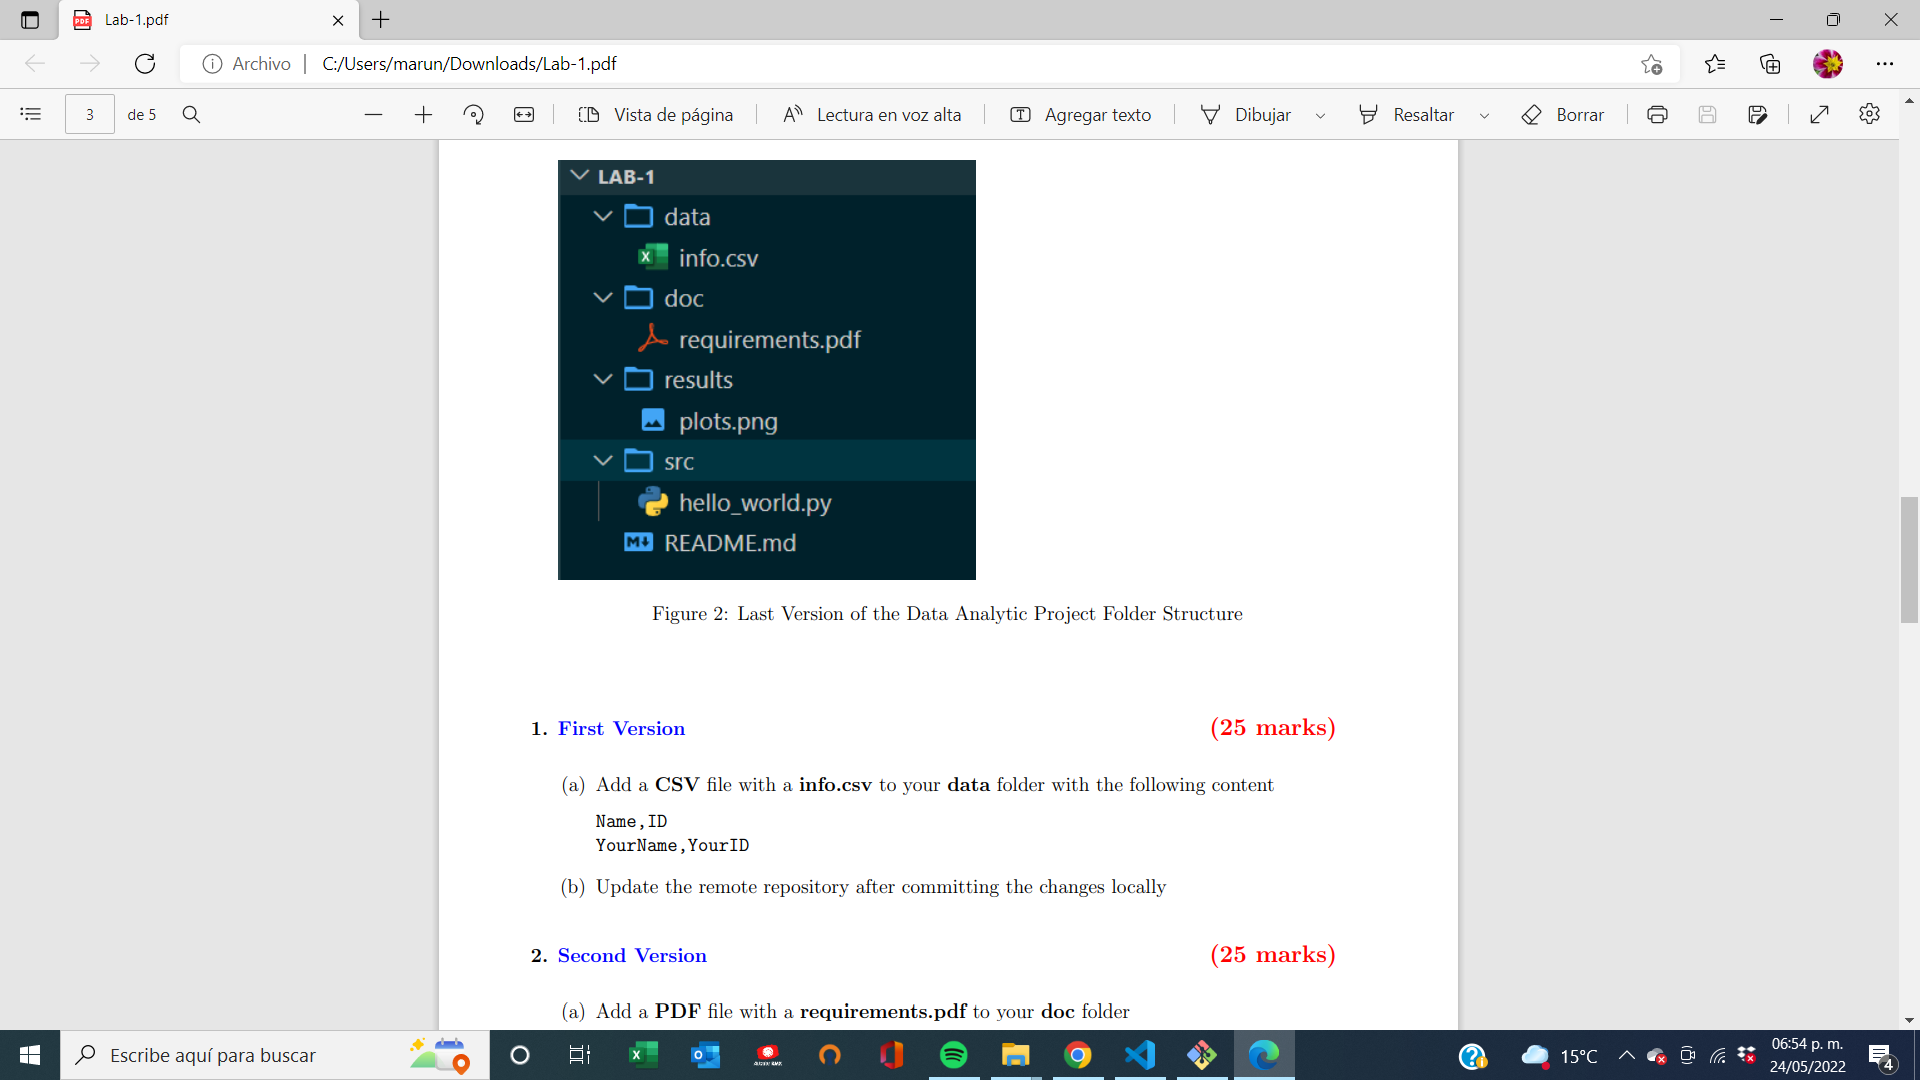 Lab-1.pdf
Archivo
C:/Users/marun/Downloads/Lab-1.pdf
3 de 5
Vista de página
Lectura en voz alta
Agregar texto
Dibujar
Resaltar
Borrar
LAB-1
data
info.csv
doc
requirements.pdf
results
plots.png
src
hello_world.py
README.md
Figure 2: Last Version of the Data Analytic Project Folder Structure
1. First Version (25 marks)
(a) Add a CSV file with a info.csv to your data folder with the following content
Name,ID
YourName,YourID
(b) Update the remote repository after committing the changes locally
2. Second Version (25 marks)
(a) Add a PDF file with a requirements.pdf to your doc folder
Escribe aquí para buscar
15°C
06:54 p. m.
24/05/2022
4